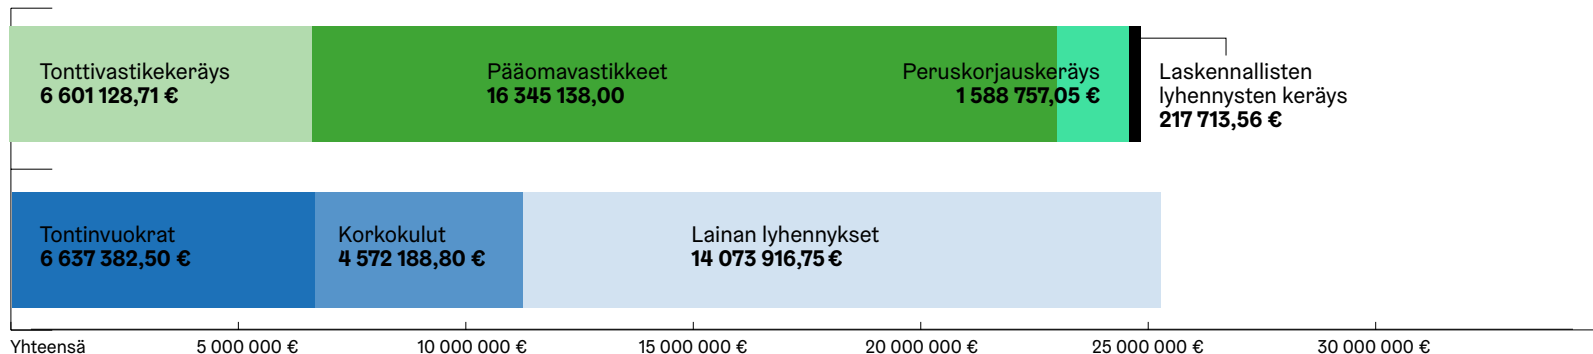 Tonttivastikekeräys
6 601 128,71 €
Pääomavastikkeet
16 345 138,00
Peruskorjauskeräys
1 588 757,05 €
Laskennallisten
lyhennysten keräys
217 713,56 €
Tontinvuokrat
6 637 382,50 €
Korkokulut
4 572 188,80 €
Lainan lyhennykset
14 073 916,75 €
Yhteensä 5 000 000 € 10 000 000 € 15 000 000 € 20 000 000 € 25 000 000 € 30 000 000 €